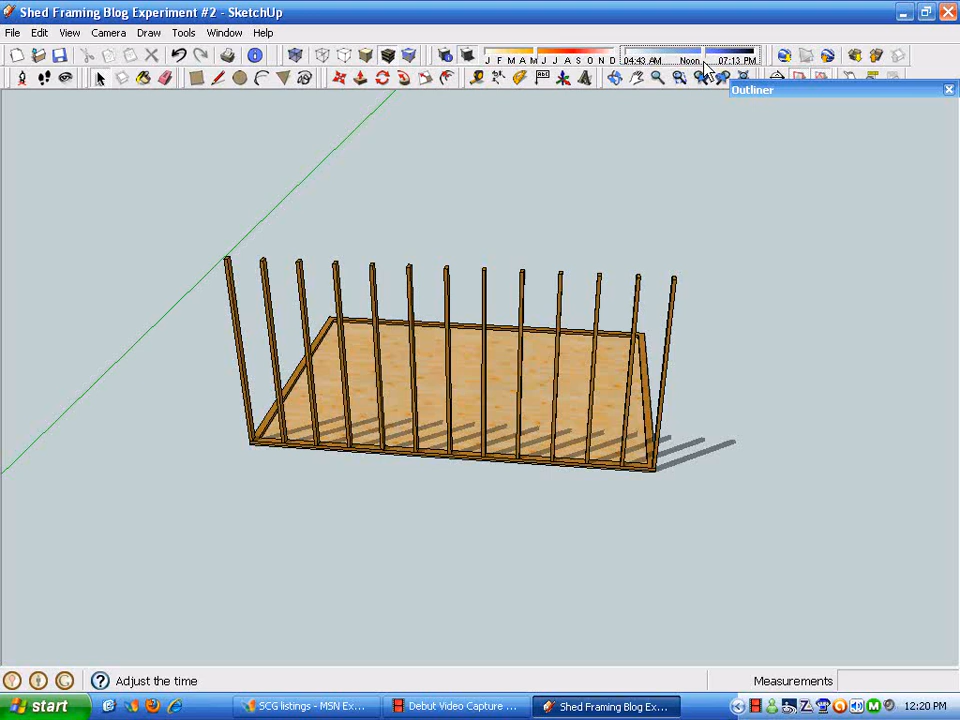 Shed Framing Blog Experiment #2 - SketchUp
File Edit View Camera Draw Tools Window Help
J F M A M J J A S O N D 04:43 AM Noon 07:13 PM
Outliner
Adjust the time
Measurements
start
SCG listings - MSN Ex...
Debut Video Capture ...
Shed Framing Blog Ex...
12:20 PM